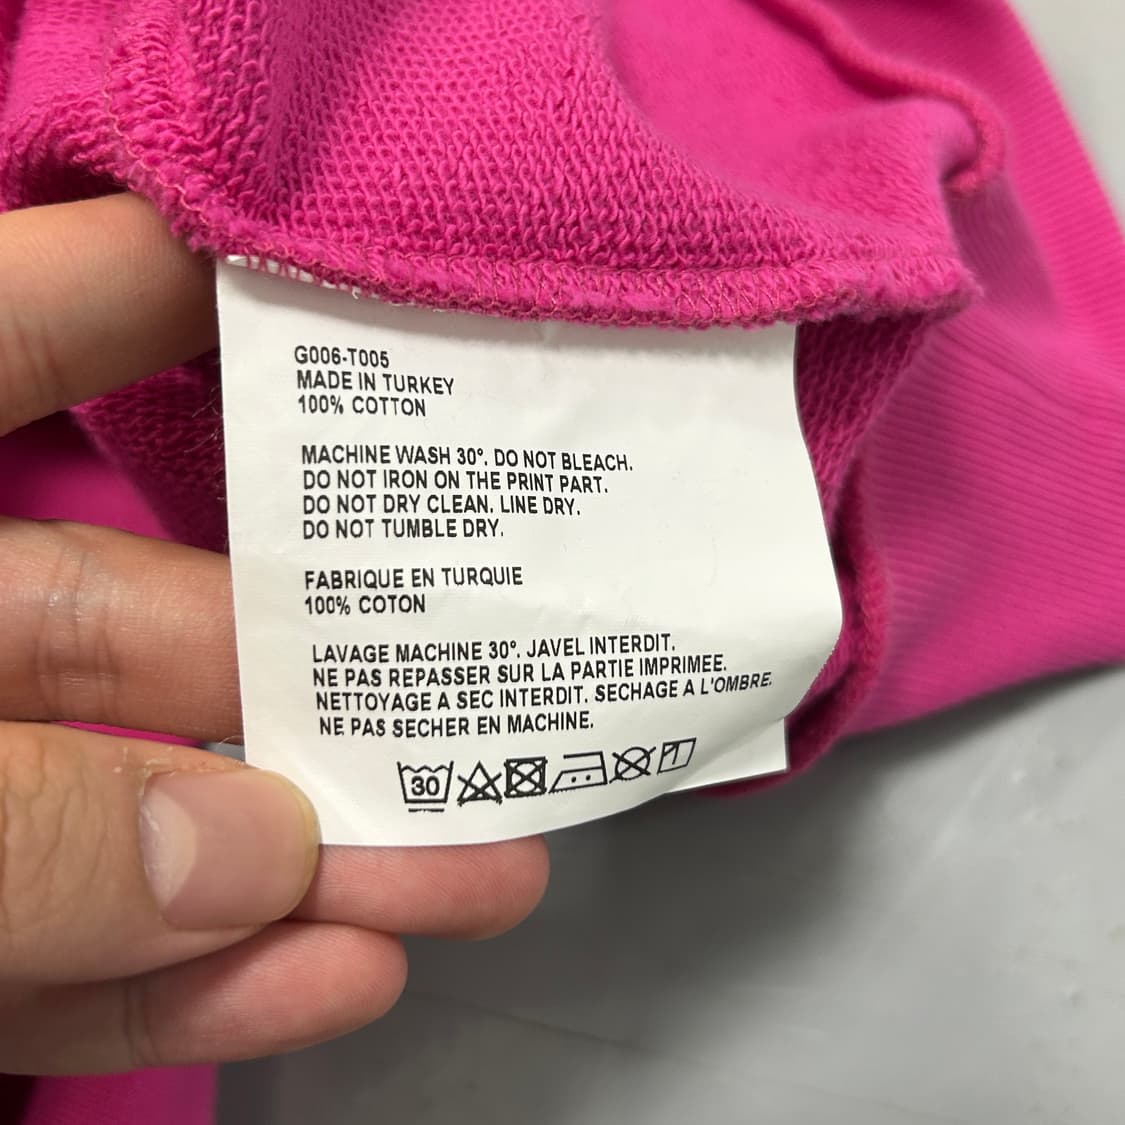 G006-T005
MADE IN TURKEY
100% COTTON
MACHINE WASH 30°. DO NOT BLEACH.
DO NOT IRON ON THE PRINT PART.
DO NOT DRY CLEAN. LINE DRY.
DO NOT TUMBLE DRY.
FABRIQUE EN TURQUIE
100% COTON
LAVAGE MACHINE 30°. JAVEL INTERDIT.
NE PAS REPASSER SUR LA PARTIE IMPRIMEE.
NETTOYAGE A SEC INTERDIT. SECHAGE A L'OMBRE.
NE PAS SECHER EN MACHINE.
30